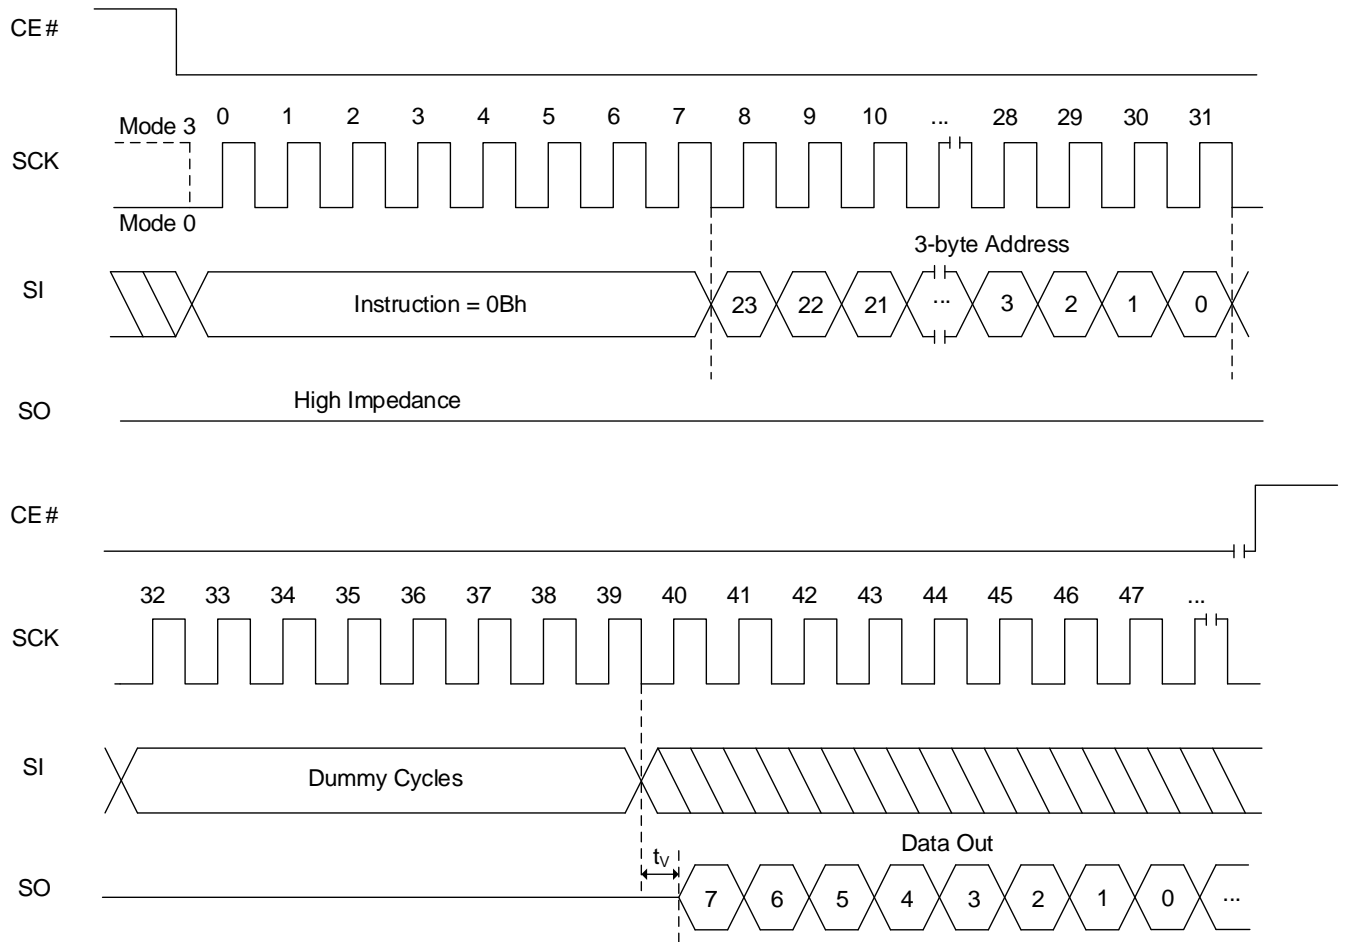 CE#
Mode 3
0 1 2 3 4 5 6 7 8 9 10 ... 28 29 30 31
SCK
Mode 0
3-byte Address
SI
Instruction = 0Bh
23 22 21 ... 3 2 1 0
High Impedance
SO
CE#
32 33 34 35 36 37 38 39 40 41 42 43 44 45 46 47 ...
SCK
SI
Dummy Cycles
Data Out
tV
SO
7 6 5 4 3 2 1 0 ...